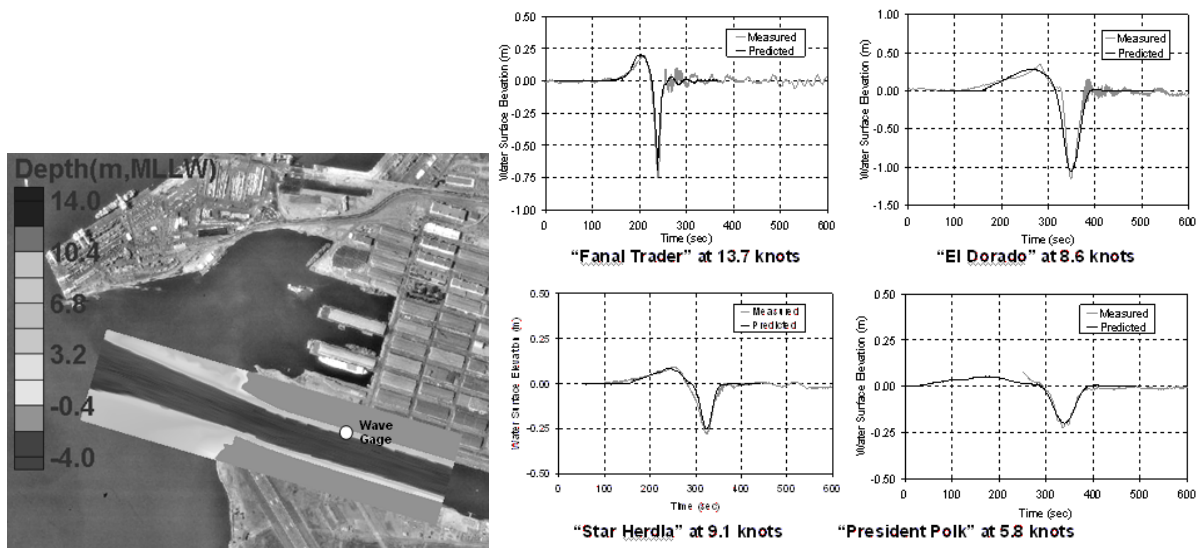 Depth(m,MLLW)
14.0
10.4
6.8
3.2
-0.4
-4.0
Wave
Gage
0.50
0.25
0.00
-0.25
-0.50
-0.75
-1.00
Water Surface Elevation (m)
Measured
Predicted
0 100 200 300 400 500 600
Time (sec)
"Fanal Trader" at 13.7 knots
1.00
0.50
0.00
-0.50
-1.00
-1.50
Water Surface Elevation (m)
Measured
Predicted
0 100 200 300 400 500 600
Time (sec)
"El Dorado" at 8.6 knots
0.50
0.25
0.00
-0.25
-0.50
Water Surface Elevation (m)
Measured
Predicted
0 100 200 300 400 500 600
Time (sec)
"Star Herdla" at 9.1 knots
0.50
0.25
0.00
-0.25
-0.50
Water Surface Elevation (m)
Measured
Predicted
0 100 200 300 400 500 600
Time (sec)
"President Polk" at 5.8 knots